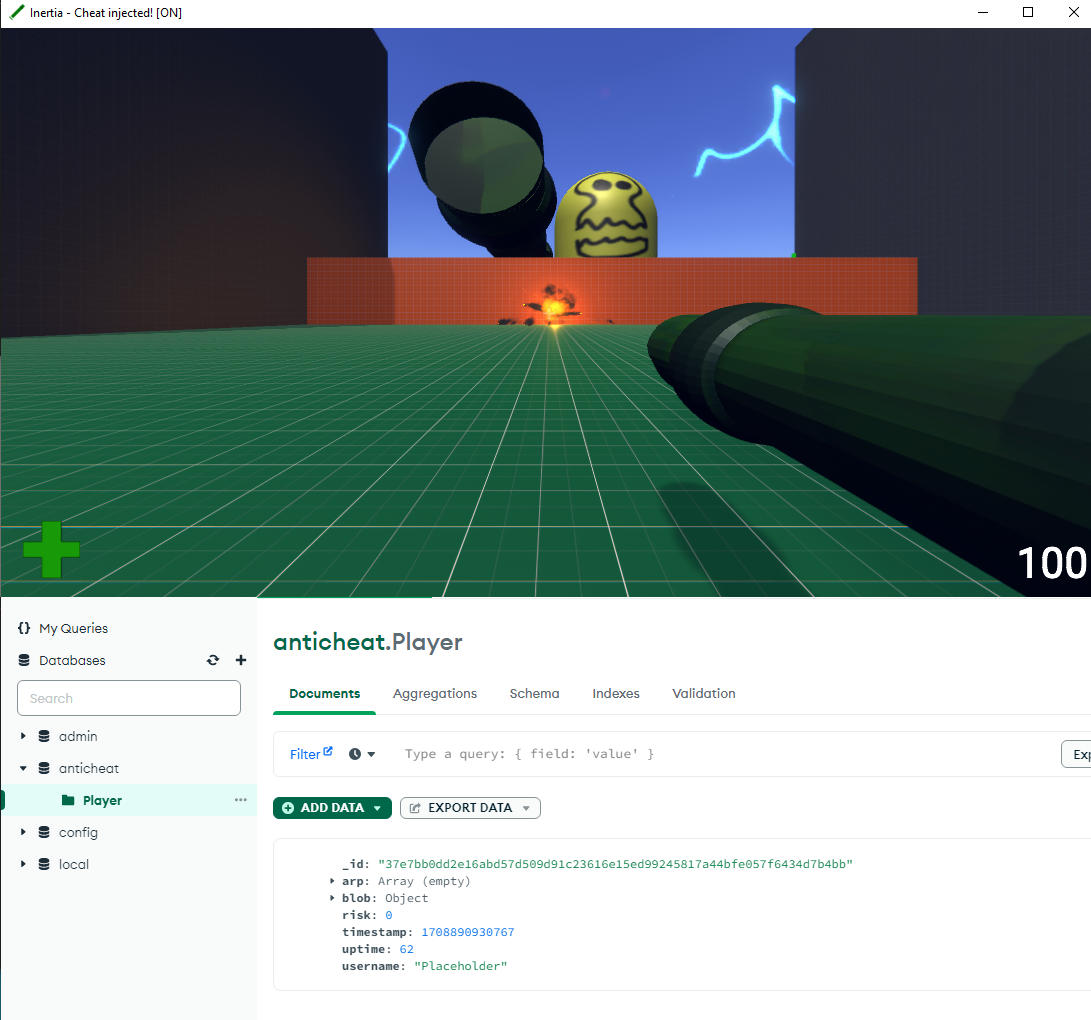 Inertia - Cheat injected! [ON]
100
{} My Queries
Databases
Search
admin
anticheat
Player
config
local
anticheat.Player
Documents Aggregations Schema Indexes Validation
Filter Type a query: { field: 'value' }
Exp
ADD DATA EXPORT DATA
_id: "37e7bb0dd2e16abd57d509d91c23616e15ed99245817a44bfe057f6434d7b4bb"
arp: Array (empty)
blob: Object
risk: 0
timestamp: 1708890930767
uptime: 62
username: "Placeholder"